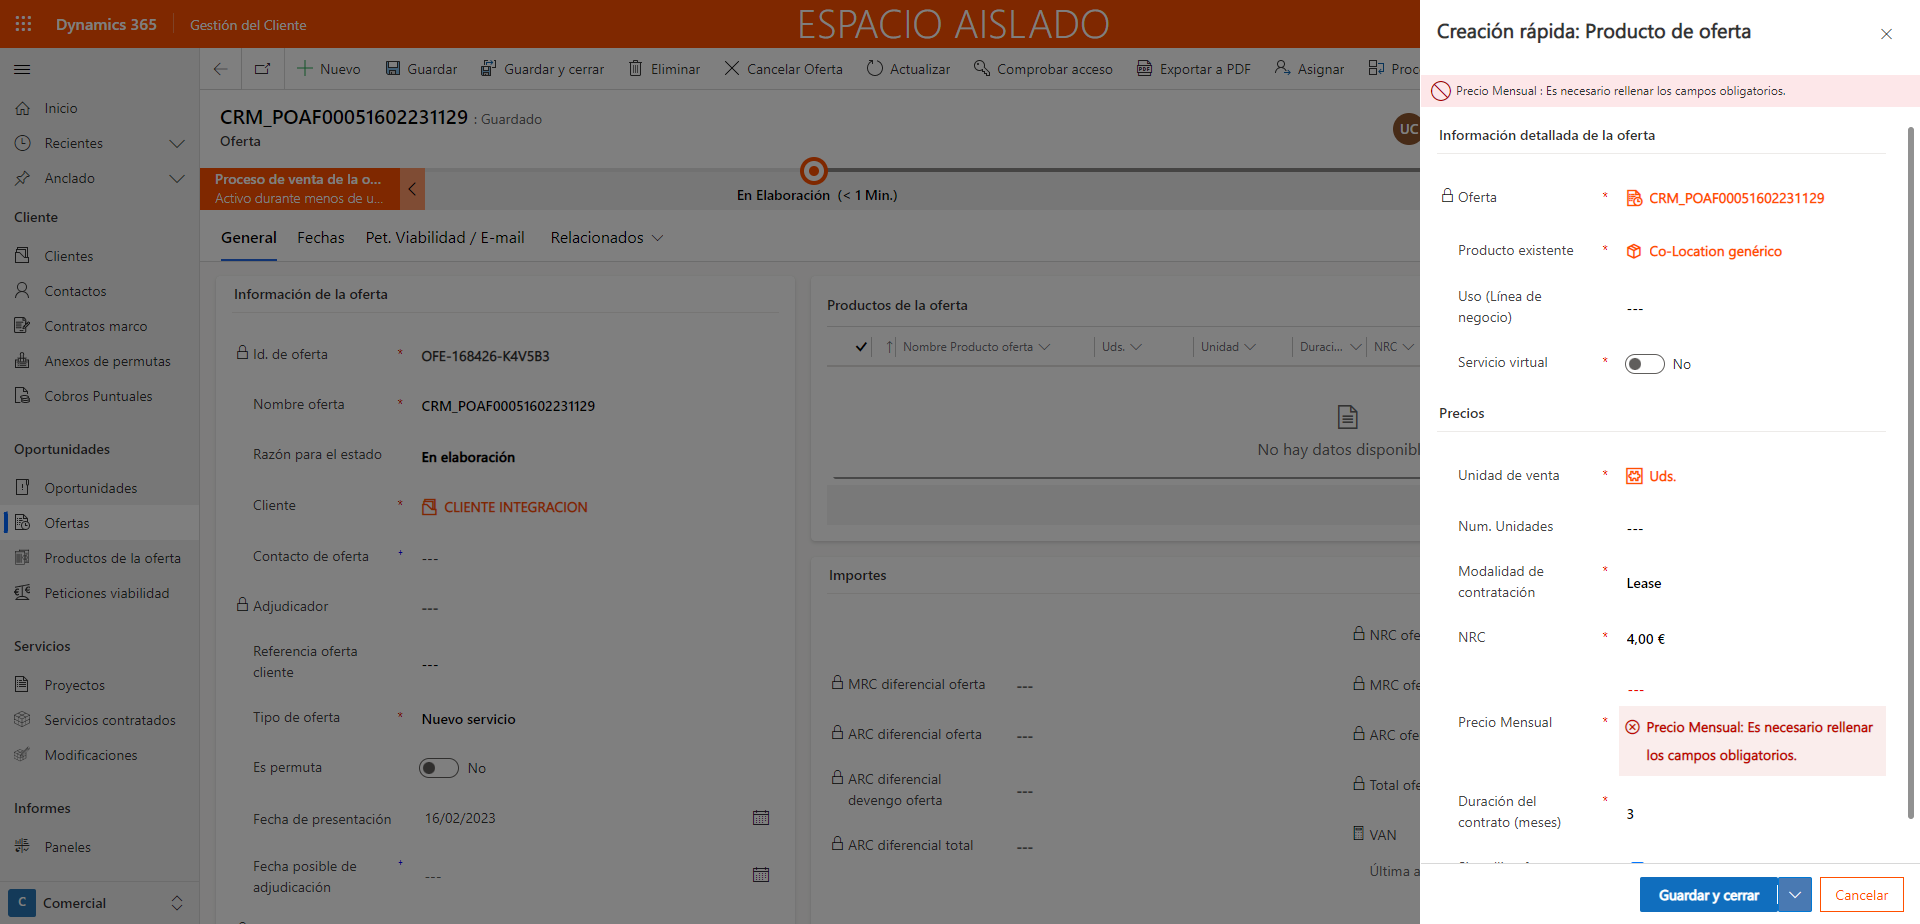 Dynamics 365
Gestión del Cliente
ESPACIO AISLADO
Nuevo
Guardar
Guardar y cerrar
Eliminar
Cancelar Oferta
Actualizar
Comprobar acceso
Exportar a PDF
Asignar
Proc
Inicio
Recientes
Anclado
Cliente
Clientes
Contactos
Contratos marco
Anexos de permutas
Cobros Puntuales
Oportunidades
Oportunidades
Ofertas
Productos de la oferta
Peticiones viabilidad
Servicios
Proyectos
Servicios contratados
Modificaciones
Informes
Paneles
C
Comercial
CRM_POAF00051602231129 : Guardado
Oferta
UC
Proceso de venta de la o...
Activo durante menos de u...
En Elaboración (< 1 Min.)
General
Fechas
Pet. Viabilidad / E-mail
Relacionados
Información de la oferta
Id. de oferta * OFE-168426-K4V5B3
Nombre oferta * CRM_POAF00051602231129
Razón para el estado En elaboración
Cliente * CLIENTE INTEGRACION
Contacto de oferta + ---
Adjudicador ---
Referencia oferta
cliente
---
Tipo de oferta * Nuevo servicio
Es permuta No
Fecha de presentación 16/02/2023
Fecha posible de
adjudicación
+ ---
Productos de la oferta
Nombre Producto oferta
Uds.
Unidad
Duraci...
NRC
No hay datos disponibl
Importes
NRC ofe
MRC diferencial oferta ---
MRC ofe
ARC diferencial oferta ---
ARC ofe
ARC diferencial
devengo oferta
---
Total ofe
ARC diferencial total ---
VAN
Última a
Creación rápida: Producto de oferta
Precio Mensual : Es necesario rellenar los campos obligatorios.
Información detallada de la oferta
Oferta * CRM_POAF00051602231129
Producto existente * Co-Location genérico
Uso (Línea de
negocio)
---
Servicio virtual * No
Precios
Unidad de venta * Uds.
Num. Unidades ---
Modalidad de
contratación
* Lease
NRC * 4,00 €
---
Precio Mensual *
Precio Mensual: Es necesario rellenar
los campos obligatorios.
Duración del
contrato (meses)
* 3
Guardar y cerrar
Cancelar